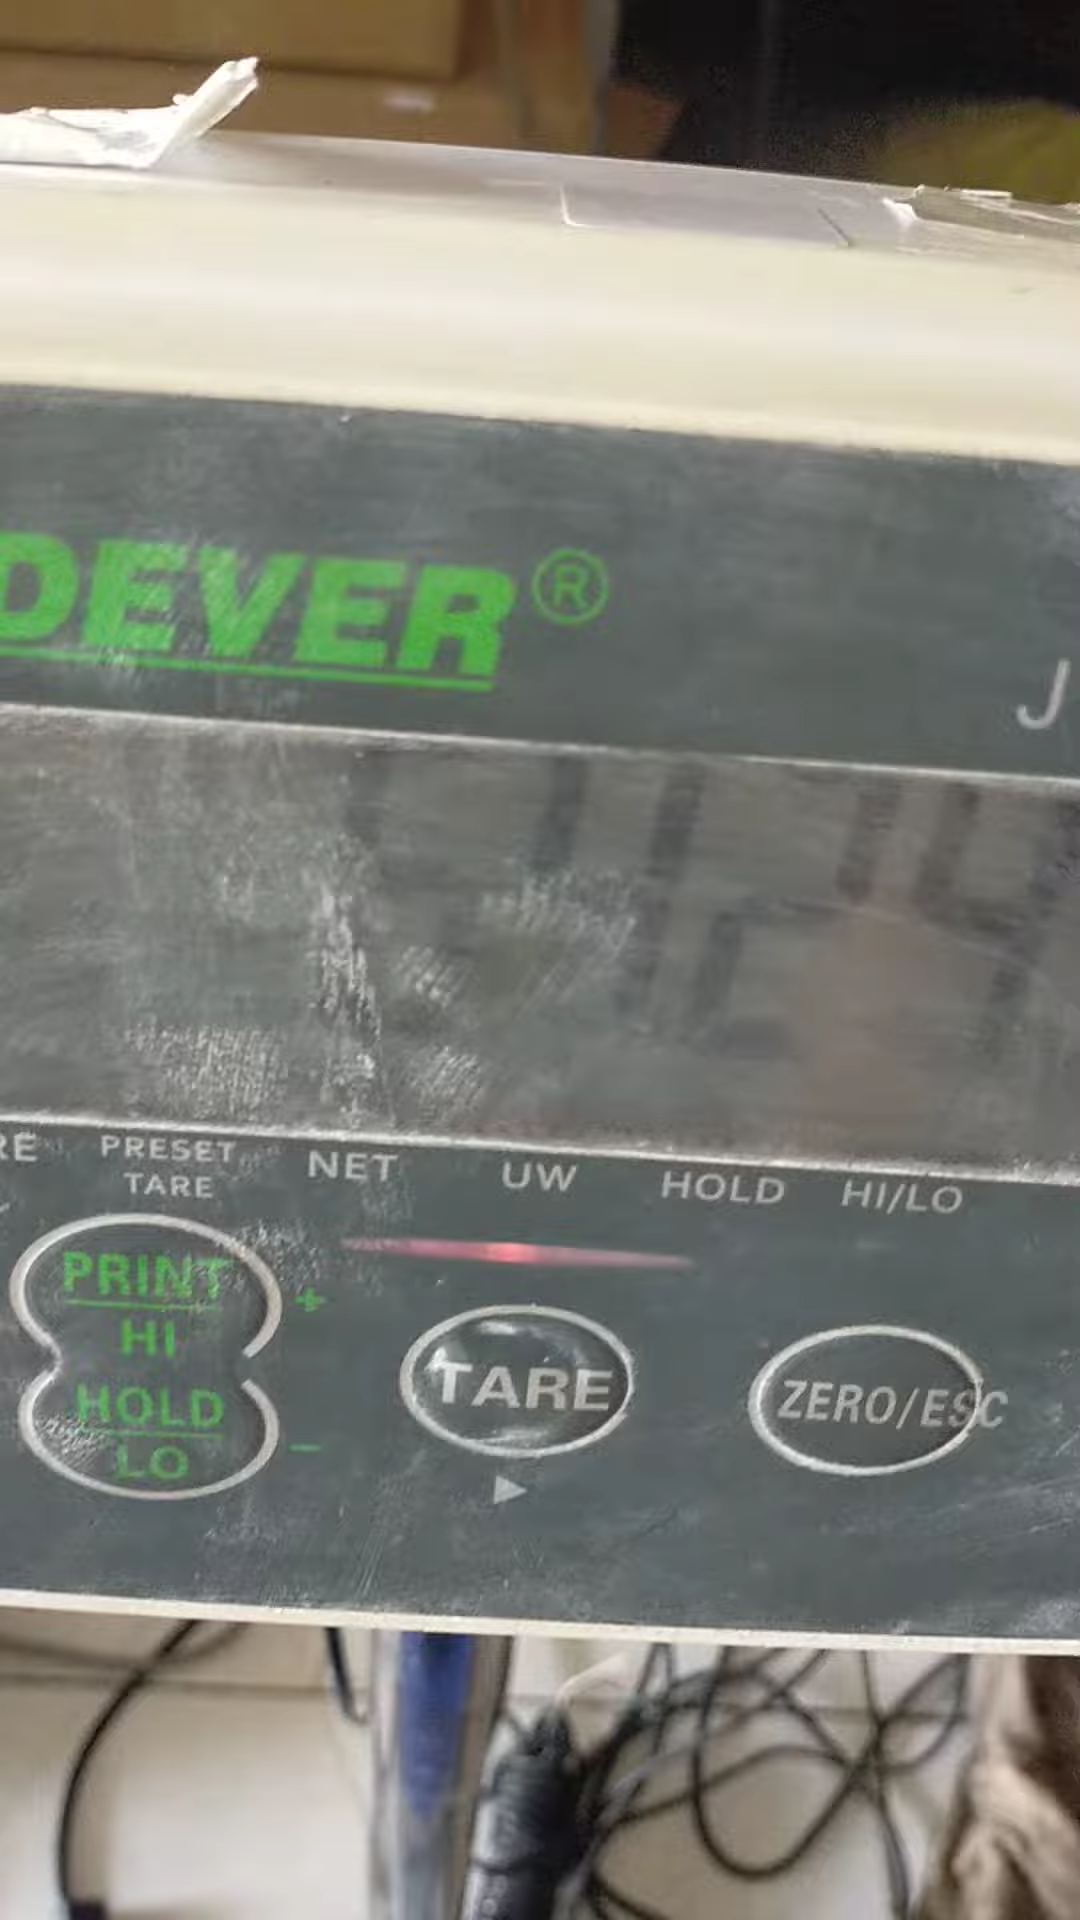 DEVER®
J
RE
PRESET TARE
NET
UW
HOLD
HI/LO
PRINT
HI
+
HOLD
LO
−
TARE
▶
ZERO/ESC